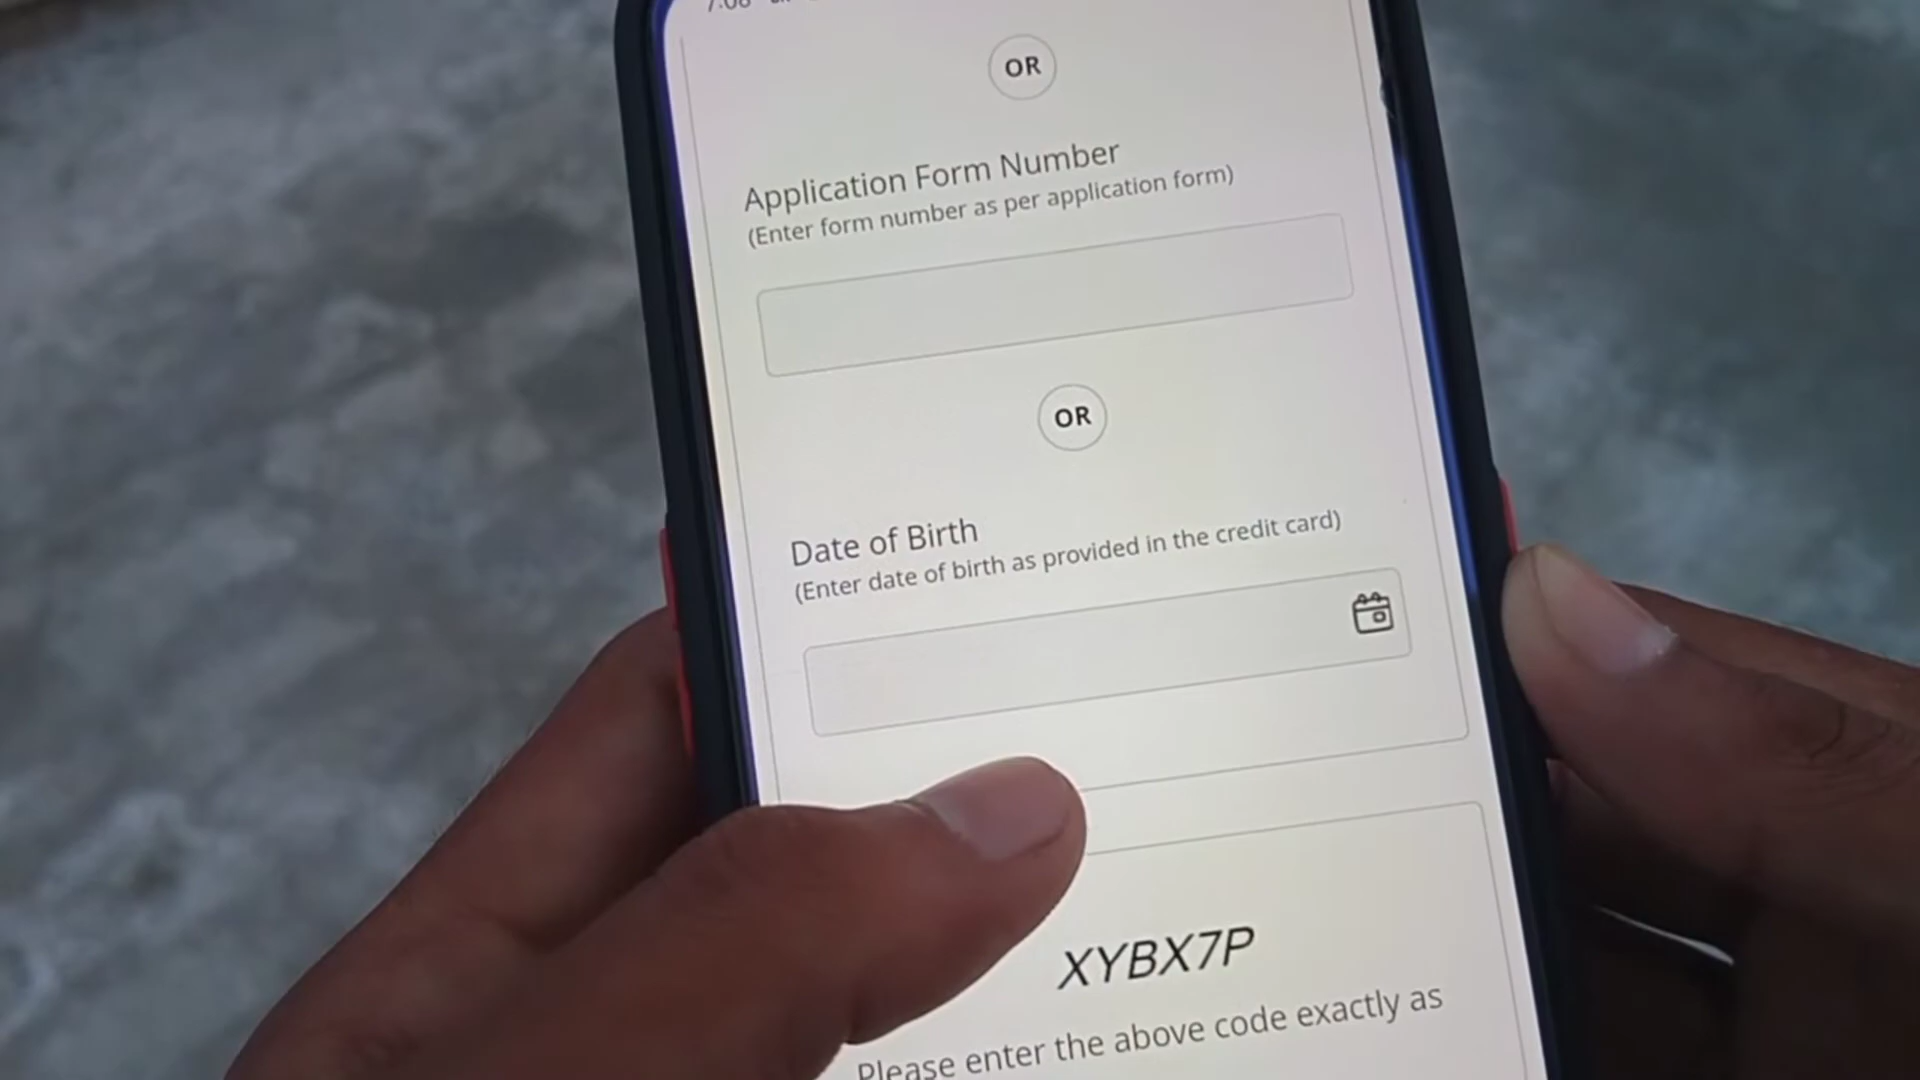 OR
Application Form Number
(Enter form number as per application form)
OR
Date of Birth
(Enter date of birth as provided in the credit card)
XYBX7P
Please enter the above code exactly as